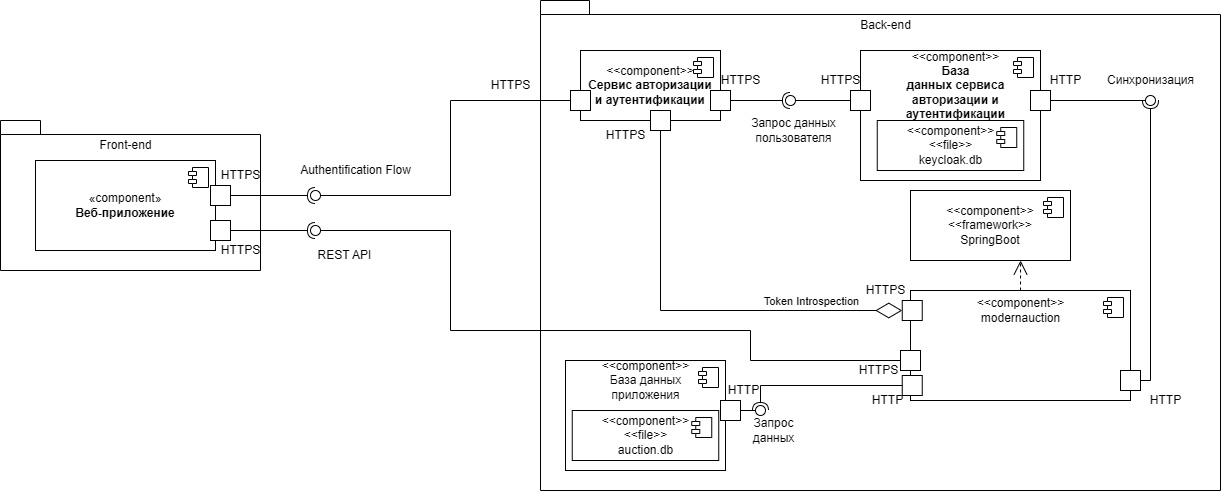 Back-end
<<component>>
Сервис авторизации
и аутентификации
HTTPS
HTTPS
HTTPS
HTTPS
Запрос данных
пользователя
<<component>>
База
данных сервиса
авторизации и
аутентификации
<<component>>
<<file>>
keycloak.db
HTTP
Синхронизация
Front-end
«component»
Веб-приложение
HTTPS
HTTPS
Authentification Flow
REST API
<<component>>
<<framework>>
SpringBoot
HTTPS
Token Introspection
<<component>>
modernauction
HTTPS
HTTP
HTTP
<<component>>
База данных
приложения
HTTP
<<component>>
<<file>>
auction.db
Запрос
данных